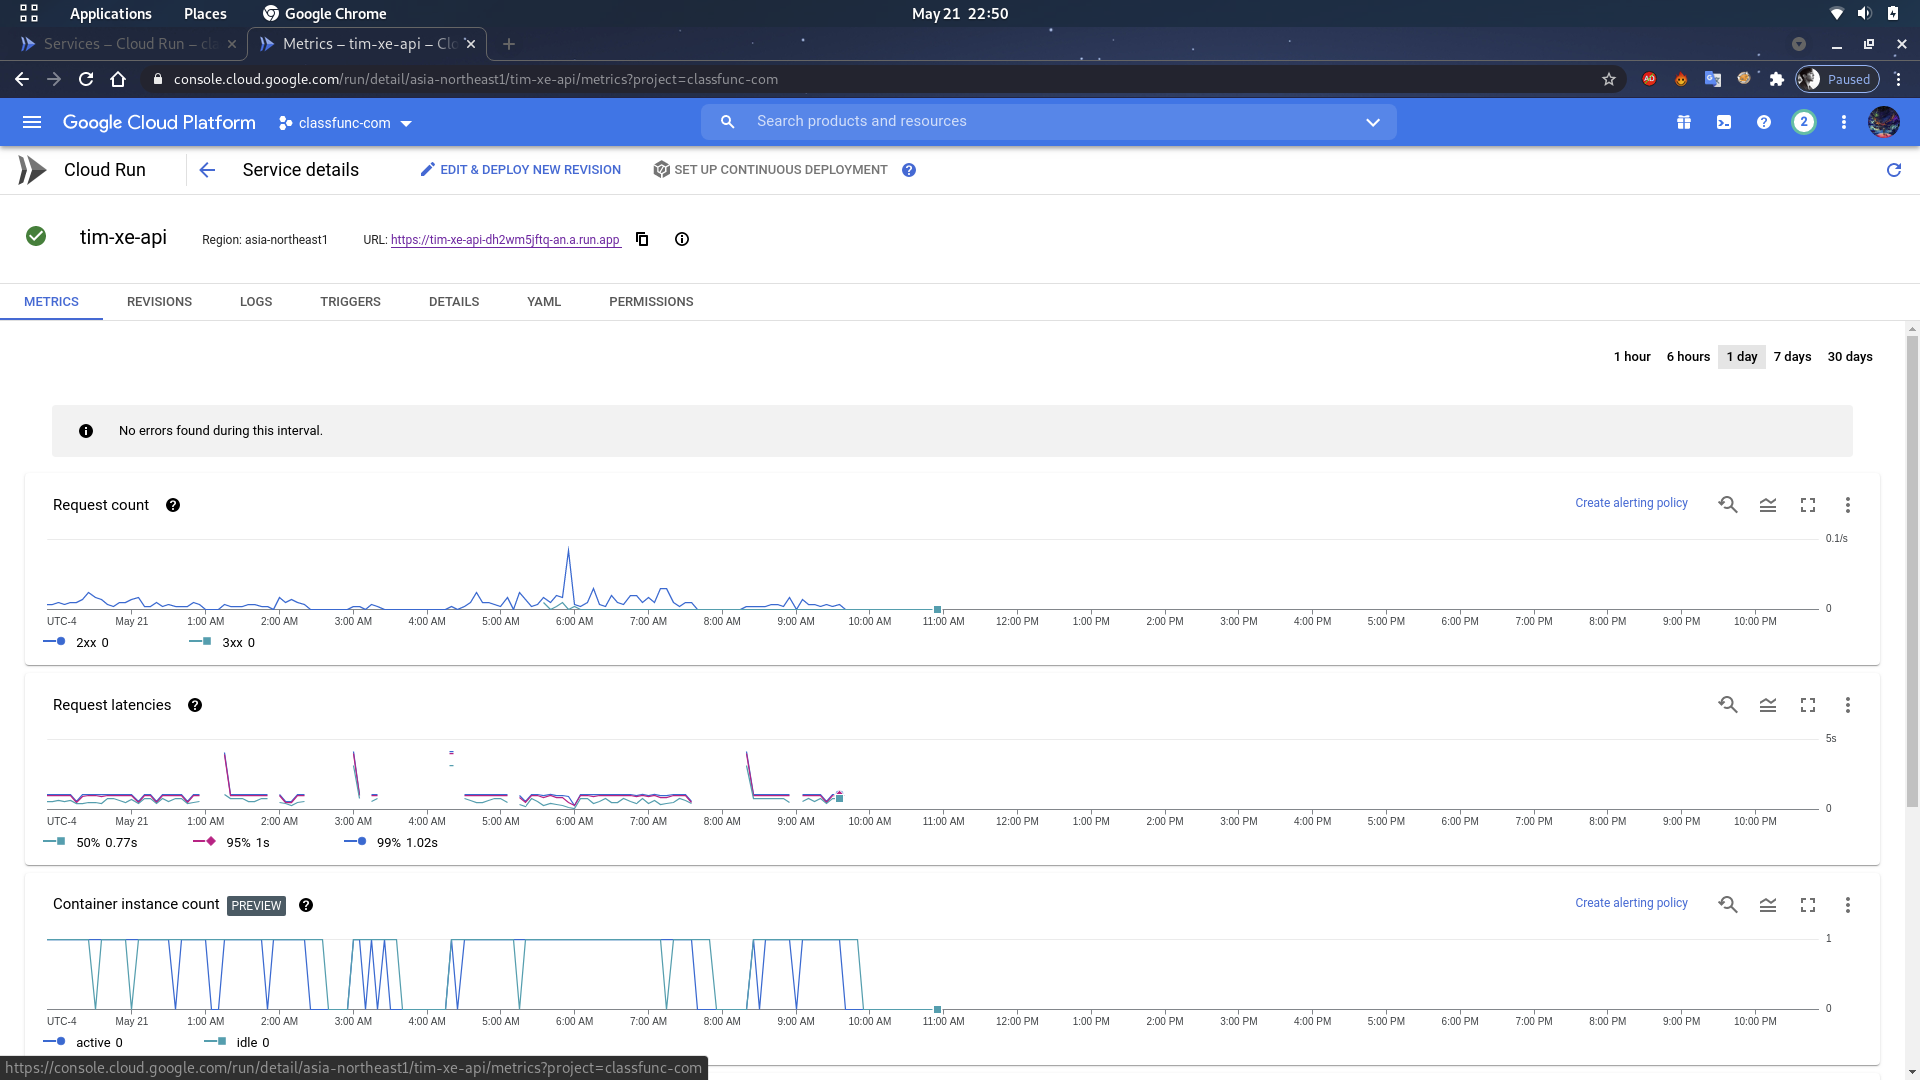 Applications Places Google Chrome May 21 22:50
Services – Cloud Run – cla Metrics – tim-xe-api – Clo
console.cloud.google.com/run/detail/asia-northeast1/tim-xe-api/metrics?project=classfunc-com Paused
Google Cloud Platform classfunc-com Search products and resources 2
Cloud Run Service details EDIT & DEPLOY NEW REVISION SET UP CONTINUOUS DEPLOYMENT
tim-xe-api Region: asia-northeast1 URL: https://tim-xe-api-dh2wm5jftq-an.a.run.app
METRICS REVISIONS LOGS TRIGGERS DETAILS YAML PERMISSIONS
1 hour 6 hours 1 day 7 days 30 days
No errors found during this interval.
Request count Create alerting policy
0.1/s
0
UTC-4 May 21 1:00 AM 2:00 AM 3:00 AM 4:00 AM 5:00 AM 6:00 AM 7:00 AM 8:00 AM 9:00 AM 10:00 AM 11:00 AM 12:00 PM 1:00 PM 2:00 PM 3:00 PM 4:00 PM 5:00 PM 6:00 PM 7:00 PM 8:00 PM 9:00 PM 10:00 PM
2xx 0 3xx 0
Request latencies
5s
0
UTC-4 May 21 1:00 AM 2:00 AM 3:00 AM 4:00 AM 5:00 AM 6:00 AM 7:00 AM 8:00 AM 9:00 AM 10:00 AM 11:00 AM 12:00 PM 1:00 PM 2:00 PM 3:00 PM 4:00 PM 5:00 PM 6:00 PM 7:00 PM 8:00 PM 9:00 PM 10:00 PM
50% 0.77s 95% 1s 99% 1.02s
Container instance count PREVIEW Create alerting policy
1
0
UTC-4 May 21 1:00 AM 2:00 AM 3:00 AM 4:00 AM 5:00 AM 6:00 AM 7:00 AM 8:00 AM 9:00 AM 10:00 AM 11:00 AM 12:00 PM 1:00 PM 2:00 PM 3:00 PM 4:00 PM 5:00 PM 6:00 PM 7:00 PM 8:00 PM 9:00 PM 10:00 PM
active 0 idle 0
https://console.cloud.google.com/run/detail/asia-northeast1/tim-xe-api/metrics?project=classfunc-com